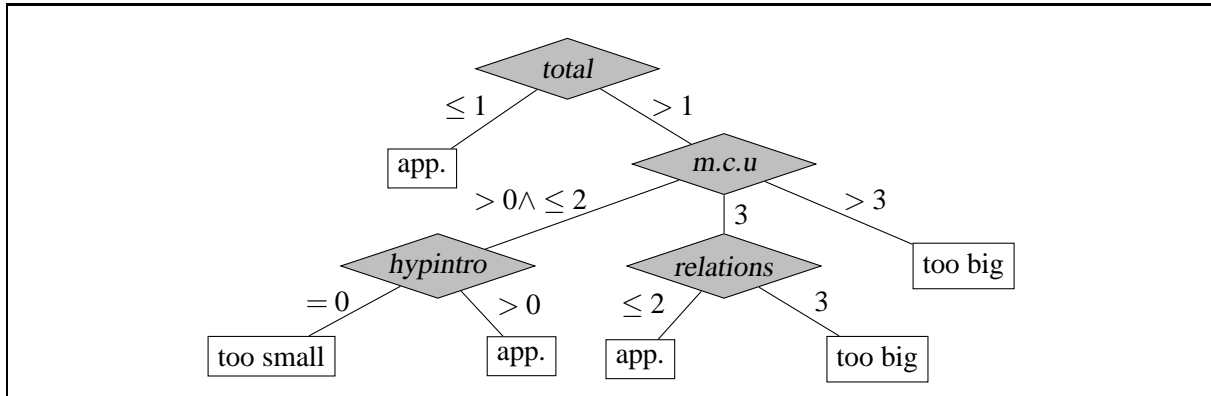 total
≤ 1
> 1
app.
m.c.u
> 0∧ ≤ 2
3
> 3
hypintro
relations
too big
= 0
> 0
≤ 2
3
too small
app.
app.
too big